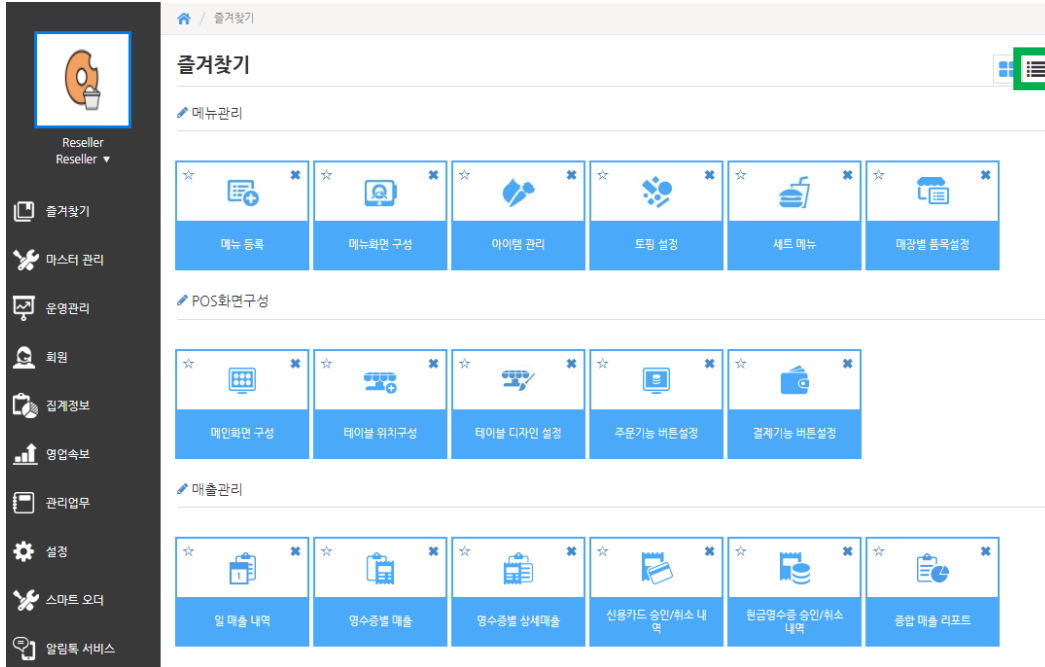 / 즐겨찾기
즐겨찾기
Reseller
Reseller ▼
즐겨찾기
마스터 관리
운영관리
회원
집계정보
영업속보
관리업무
설정
스마트 오더
알림톡 서비스
메뉴관리
메뉴 등록
메뉴화면 구성
아이템 관리
토핑 설정
세트 메뉴
매장별 품목설정
POS화면구성
메인화면 구성
테이블 위치구성
테이블 디자인 설정
주문기능 버튼설정
결제기능 버튼설정
매출관리
일 매출 내역
영수증별 매출
영수증별 상세매출
신용카드 승인/취소 내
역
현금영수증 승인/취소
내역
종합 매출 리포트